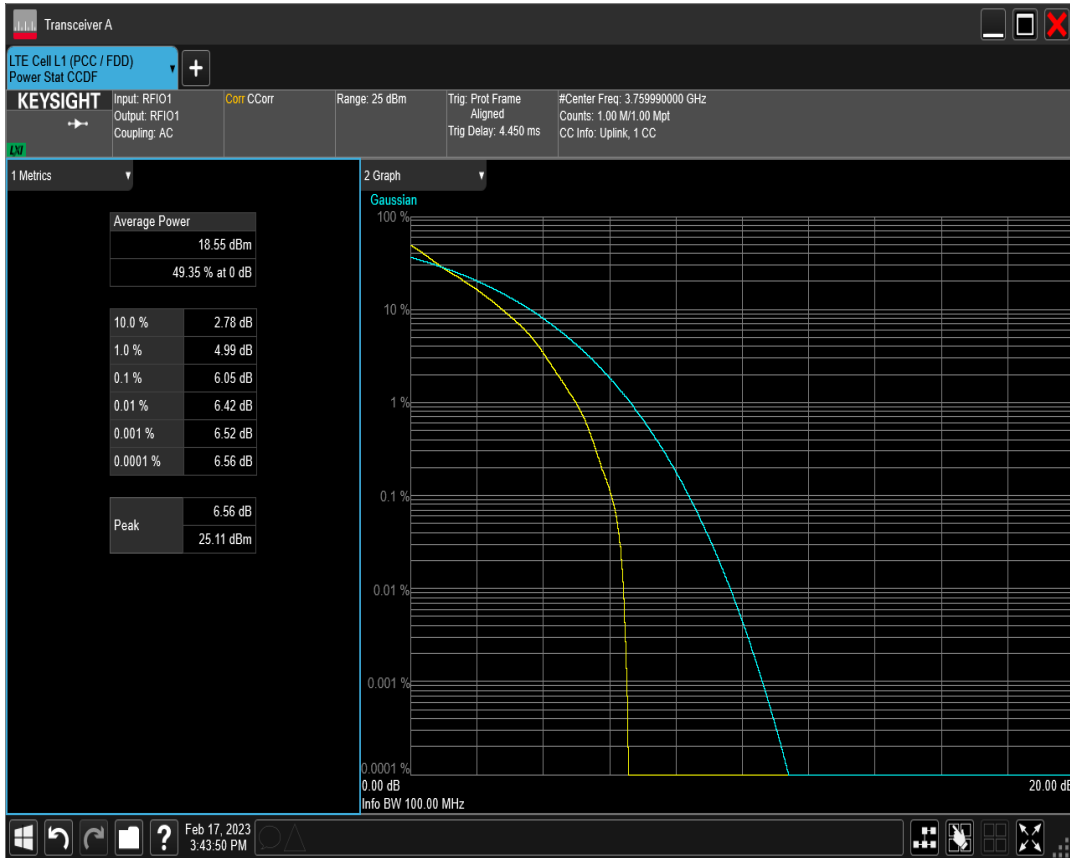 Transceiver A
LTE Cell L1 (PCC / FDD)
Power Stat CCDF
+
KEYSIGHT
LXI
Input: RFIO1
Output: RFIO1
Coupling: AC
Corr CCorr
Range: 25 dBm
Trig: Prot Frame
Aligned
Trig Delay: 4.450 ms
#Center Freq: 3.759990000 GHz
Counts: 1.00 M/1.00 Mpt
CC Info: Uplink, 1 CC
1 Metrics
Average Power
18.55 dBm
49.35 % at 0 dB
10.0 % 2.78 dB
1.0 % 4.99 dB
0.1 % 6.05 dB
0.01 % 6.42 dB
0.001 % 6.52 dB
0.0001 % 6.56 dB
Peak
6.56 dB
25.11 dBm
2 Graph
Gaussian
100 %
10 %
1 %
0.1 %
0.01 %
0.001 %
0.0001 %
0.00 dB
20.00 dB
Info BW 100.00 MHz
?
Feb 17, 2023
3:43:50 PM